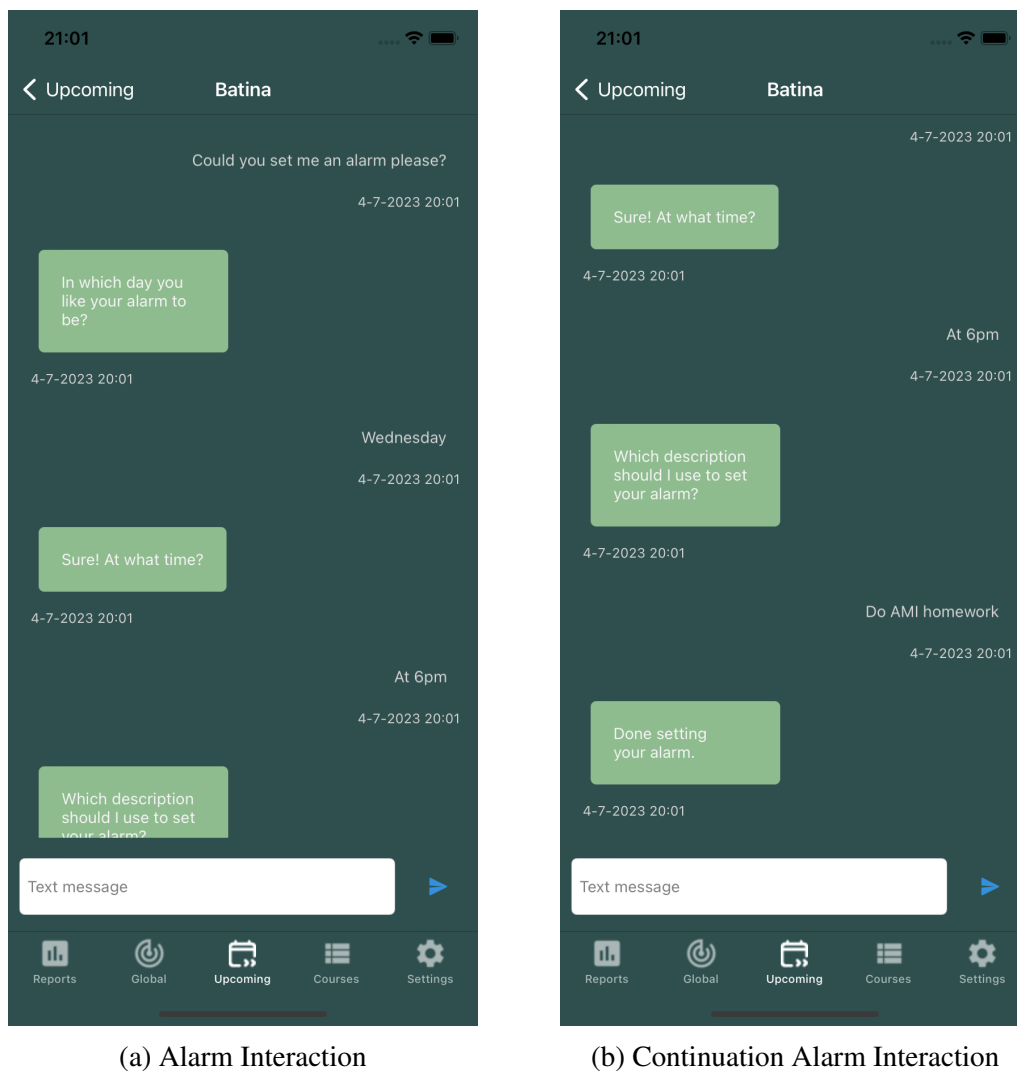 21:01
Upcoming
Batina
Could you set me an alarm please?
4-7-2023 20:01
In which day you
like your alarm to
be?
4-7-2023 20:01
Wednesday
4-7-2023 20:01
Sure! At what time?
4-7-2023 20:01
At 6pm
4-7-2023 20:01
Which description
should I use to set
your alarm?
Text message
Reports Global Upcoming Courses Settings
(a) Alarm Interaction
21:01
Upcoming
Batina
4-7-2023 20:01
Sure! At what time?
4-7-2023 20:01
At 6pm
4-7-2023 20:01
Which description
should I use to set
your alarm?
4-7-2023 20:01
Do AMI homework
4-7-2023 20:01
Done setting
your alarm.
4-7-2023 20:01
Text message
Reports Global Upcoming Courses Settings
(b) Continuation Alarm Interaction